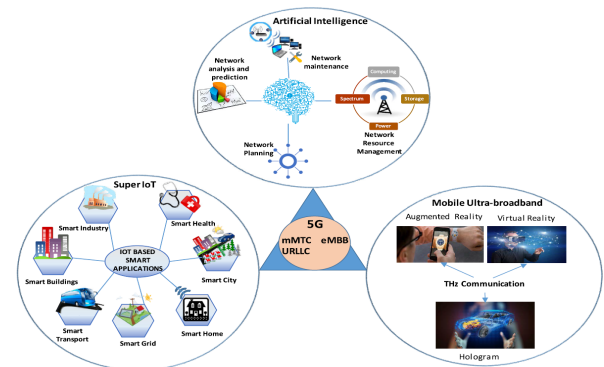 Artificial Intelligence
Network
analysis and
prediction
Network
maintenance
Computing
Spectrum
Storage
Power
Network
Resource
Management
Network
Planning
Super IoT
Smart Industry
Smart Health
IOT BASED
SMART
APPLICATIONS
Smart Buildings
Smart City
Smart
Transport
Smart Grid
Smart Home
5G
mMTC eMBB
URLLC
Mobile Ultra-broadband
Augmented Reality
Virtual Reality
THz Communication
Hologram